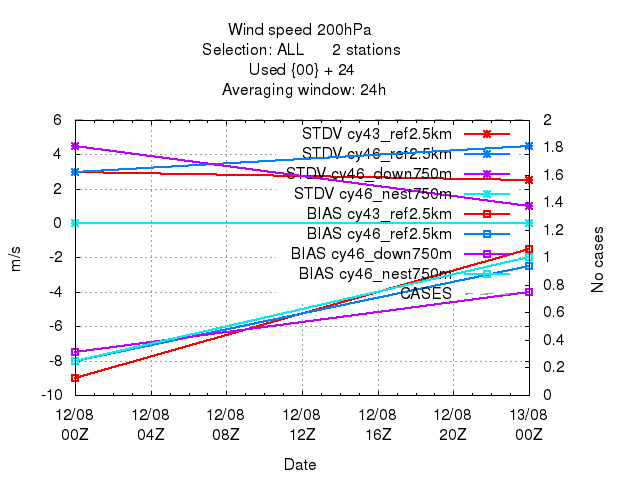 Wind speed 200hPa
Selection: ALL 2 stations
Used {00} + 24
Averaging window: 24h
6 2
STDV cy43_ref2.5km
1.8
4 STDV cy46_ref2.5km
1.6
STDV cy46_down750m
2 STDV cy46_nest750m
1.4
BIAS cy43_ref2.5km
0 1.2
BIAS cy46_ref2.5km
BIAS cy46_down750m
-2 1
BIAS cy46_nest750m
0.8
-4 CASES
0.6
-6
0.4
-8
0.2
-10 0
m/s
No cases
12/08 12/08 12/08 12/08 12/08 12/08 13/08
00Z 04Z 08Z 12Z 16Z 20Z 00Z
Date